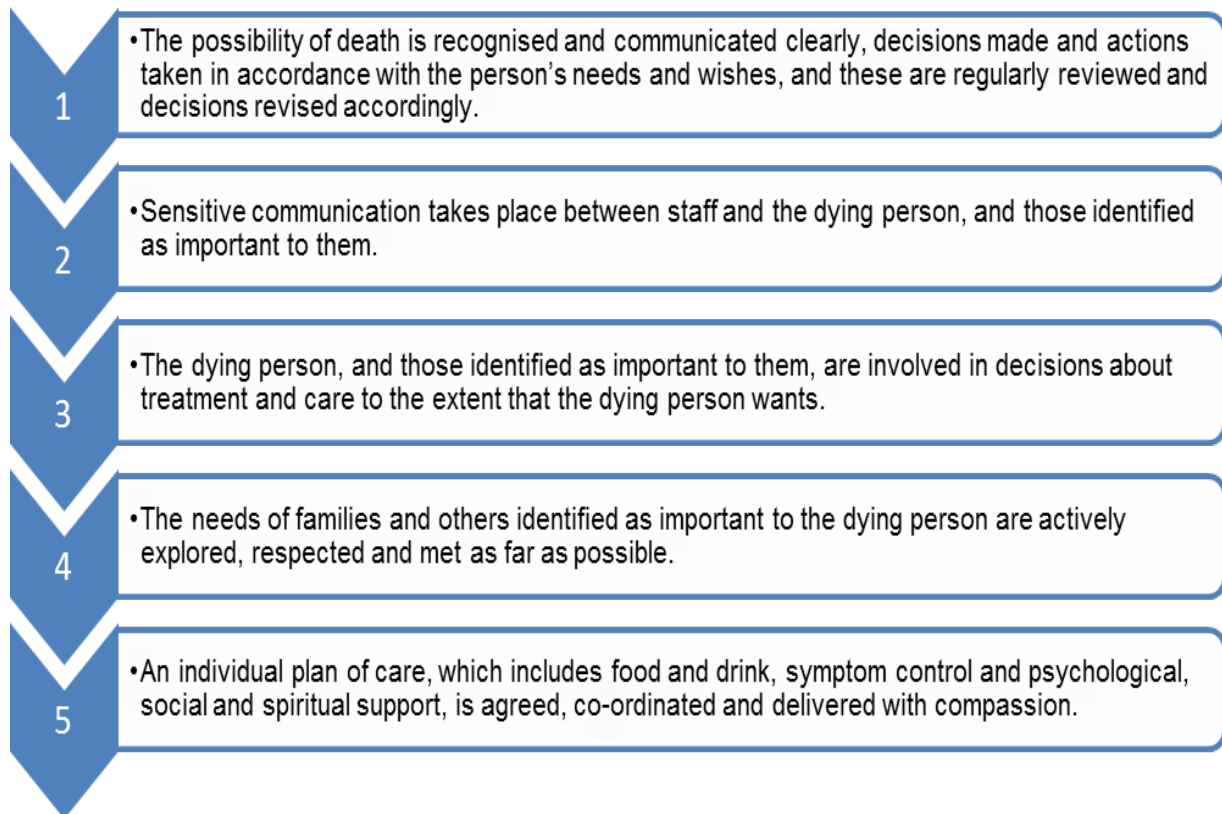 1
•The possibility of death is recognised and communicated clearly, decisions made and actions
taken in accordance with the person's needs and wishes, and these are regularly reviewed and
decisions revised accordingly.
2
•Sensitive communication takes place between staff and the dying person, and those identified
as important to them.
3
•The dying person, and those identified as important to them, are involved in decisions about
treatment and care to the extent that the dying person wants.
4
•The needs of families and others identified as important to the dying person are actively
explored, respected and met as far as possible.
5
•An individual plan of care, which includes food and drink, symptom control and psychological,
social and spiritual support, is agreed, co-ordinated and delivered with compassion.